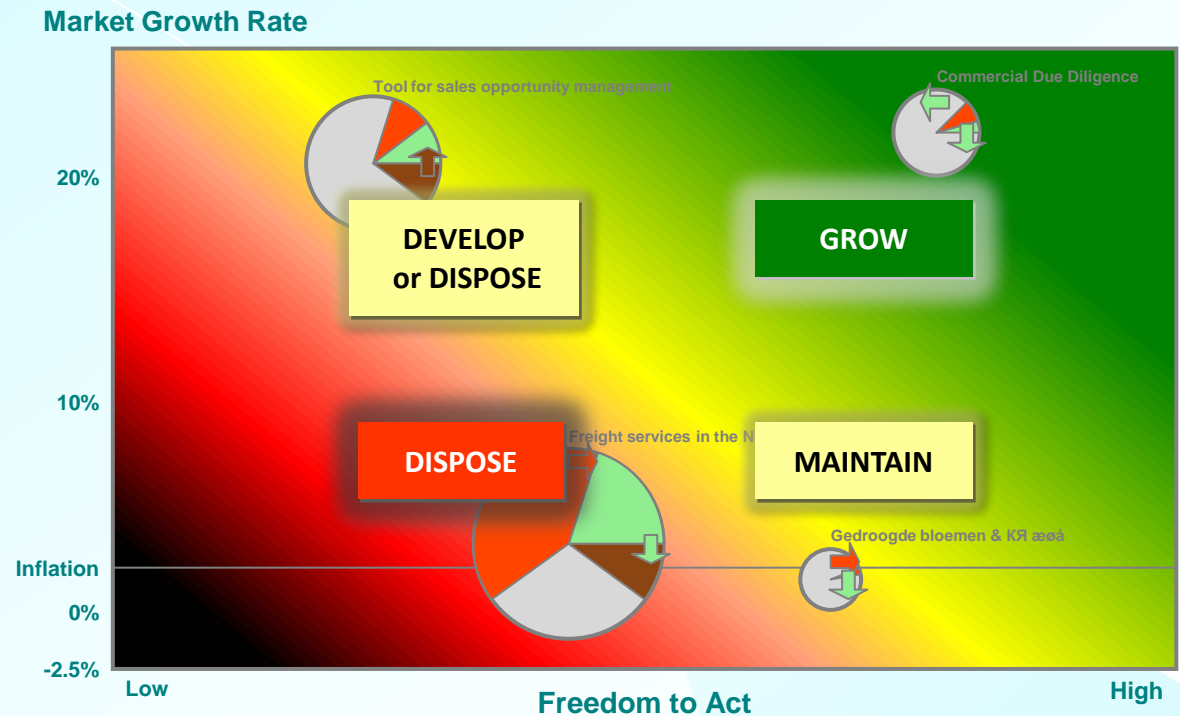 Market Growth Rate
Tool for sales opportunity management
Commercial Due Diligence
20%
DEVELOP
or DISPOSE
GROW
10%
Freight services in the
DISPOSE
MAINTAIN
Gedroogde bloemen & КЯ æøå
Inflation
0%
-2.5%
Low
Freedom to Act
High